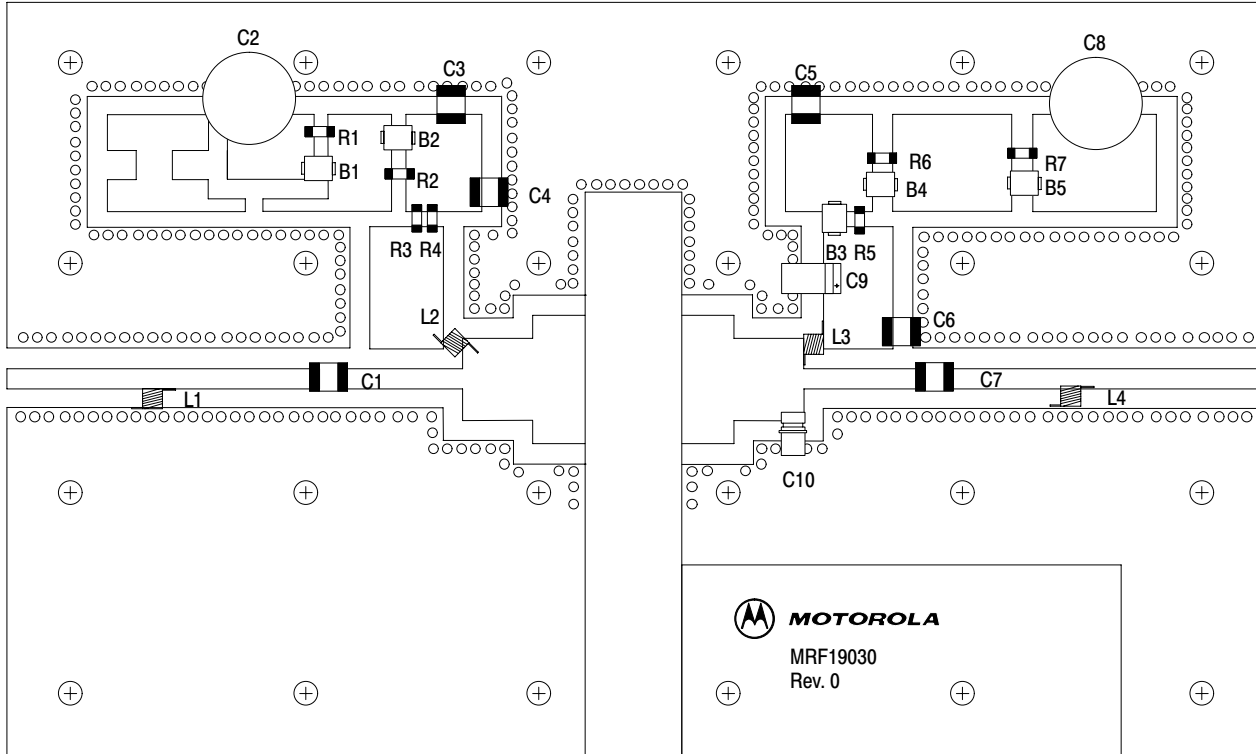 C2
C3
C5
C8
R1
B2
B1
R2
C4
R6
B4
R7
B5
R3 R4
B3 R5
C9
L2
L3
C6
C1
C7
L1
L4
C10
MOTOROLA
MRF19030
Rev. 0